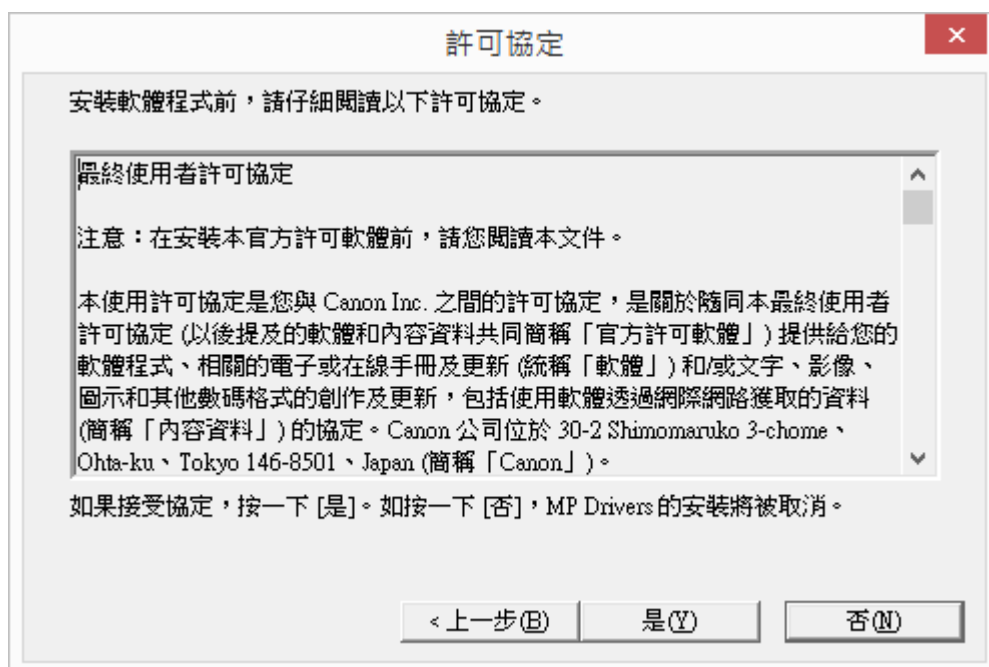 許可協定
安裝軟體程式前，請仔細閱讀以下許可協定。
最終使用者許可協定
注意：在安裝本官方許可軟體前，請您閱讀本文件。
本使用許可協定是您與 Canon Inc. 之間的許可協定，是關於隨同本最終使用者
許可協定 (以後提及的軟體和內容資料共同簡稱「官方許可軟體」) 提供給您的
軟體程式、相關的電子或在線手冊及更新 (統稱「軟體」) 和/或文字、影像、
圖示和其他數碼格式的創作及更新，包括使用軟體透過網際網路獲取的資料
(簡稱「內容資料」) 的協定。Canon 公司位於 30-2 Shimomaruko 3-chome、
Ohta-ku、Tokyo 146-8501、Japan (簡稱「Canon」)。
如果接受協定，按一下 [是]。如按一下 [否]，MP Drivers 的安裝將被取消。
<上一步(B) 是(Y) 否(N)